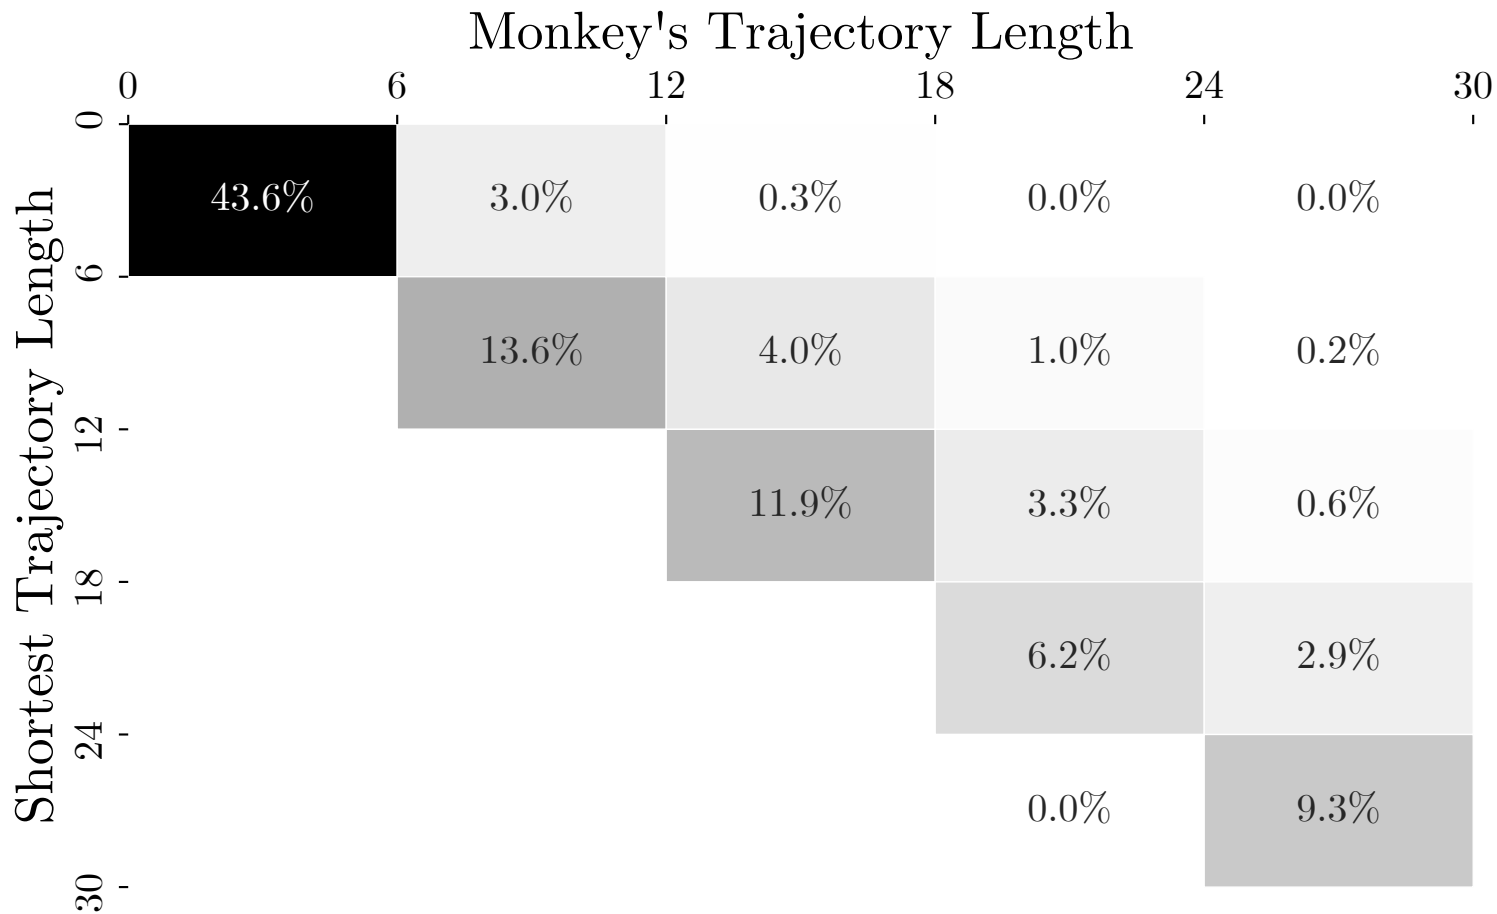 Monkey's Trajectory Length
0 6 12 18 24 30
Shortest Trajectory Length
0
43.6% 3.0% 0.3% 0.0% 0.0%
6
13.6% 4.0% 1.0% 0.2%
12
11.9% 3.3% 0.6%
18
6.2% 2.9%
24
0.0% 9.3%
30